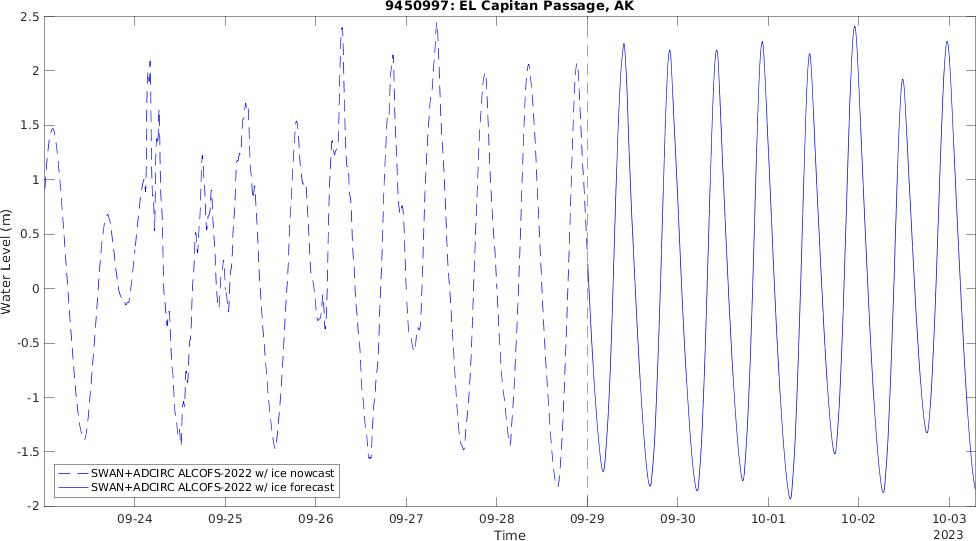 9450997: EL Capitan Passage, AK
Water Level (m)
2.5
2
1.5
1
0.5
0
-0.5
-1
-1.5
-2
SWAN+ADCIRC ALCOFS-2022 w/ ice nowcast
SWAN+ADCIRC ALCOFS-2022 w/ ice forecast
09-24 09-25 09-26 09-27 09-28 09-29 09-30 10-01 10-02 10-03
2023
Time